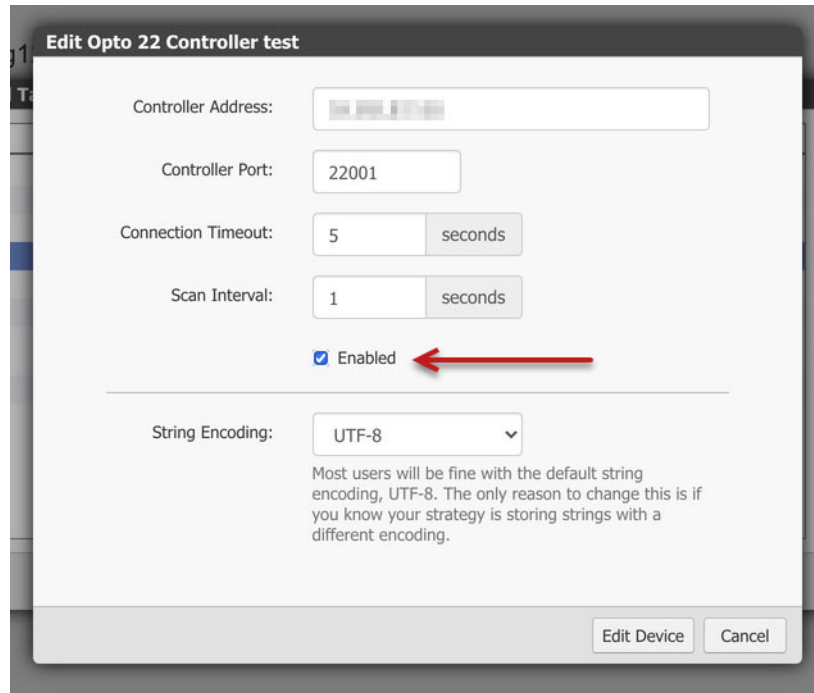 Edit Opto 22 Controller test
Controller Address:
Controller Port: 22001
Connection Timeout: 5 seconds
Scan Interval: 1 seconds
Enabled
String Encoding: UTF-8
Most users will be fine with the default string
encoding, UTF-8. The only reason to change this is if
you know your strategy is storing strings with a
different encoding.
Edit Device Cancel